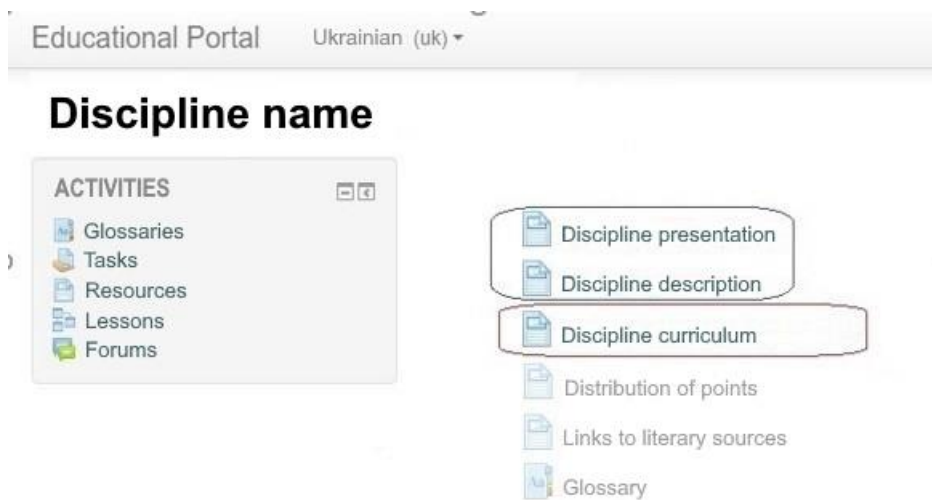 Educational Portal Ukrainian (uk)
Discipline name
ACTIVITIES
Glossaries
Tasks
Resources
Lessons
Forums
Discipline presentation
Discipline description
Discipline curriculum
Distribution of points
Links to literary sources
Glossary